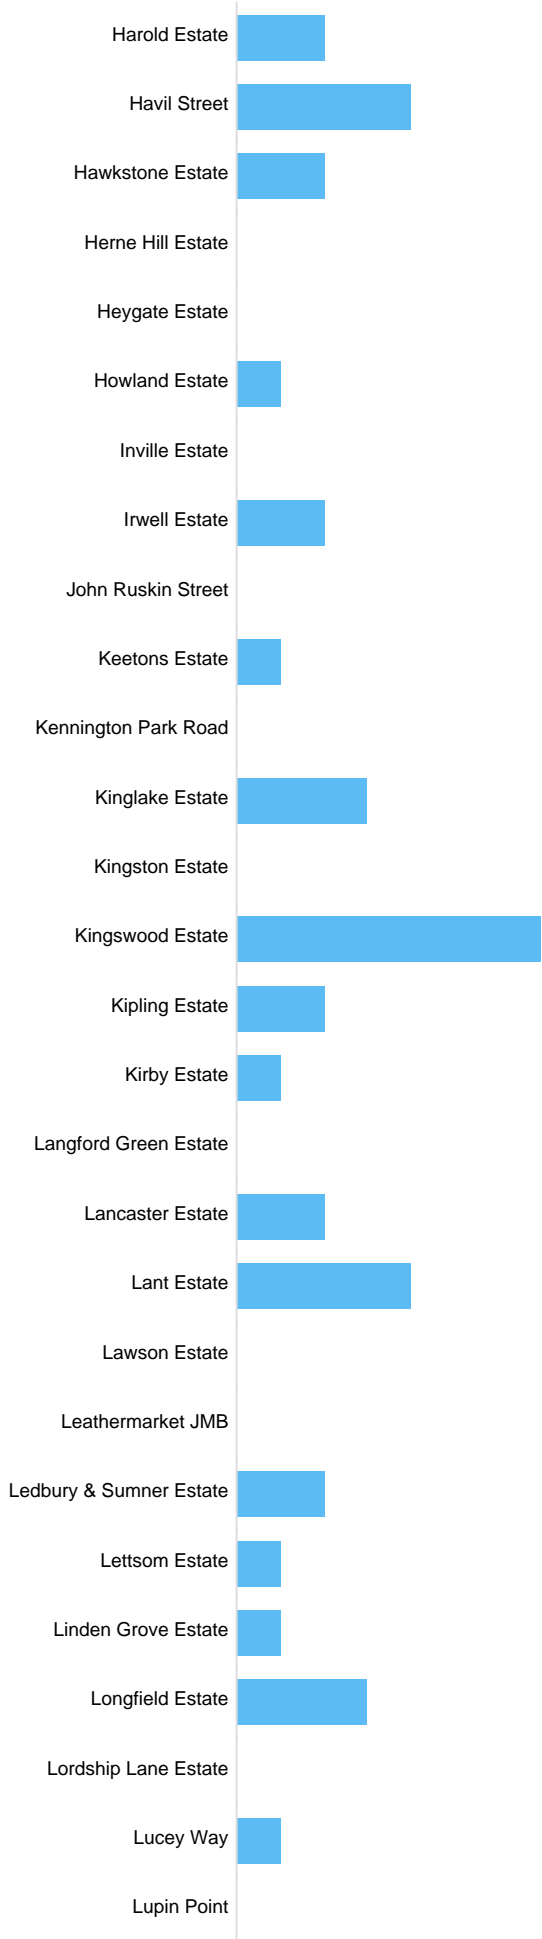 Harold Estate
Havil Street
Hawkstone Estate
Herne Hill Estate
Heygate Estate
Howland Estate
Inville Estate
Irwell Estate
John Ruskin Street
Keetons Estate
Kennington Park Road
Kinglake Estate
Kingston Estate
Kingswood Estate
Kipling Estate
Kirby Estate
Langford Green Estate
Lancaster Estate
Lant Estate
Lawson Estate
Leathermarket JMB
Ledbury & Sumner Estate
Lettsom Estate
Linden Grove Estate
Longfield Estate
Lordship Lane Estate
Lucey Way
Lupin Point